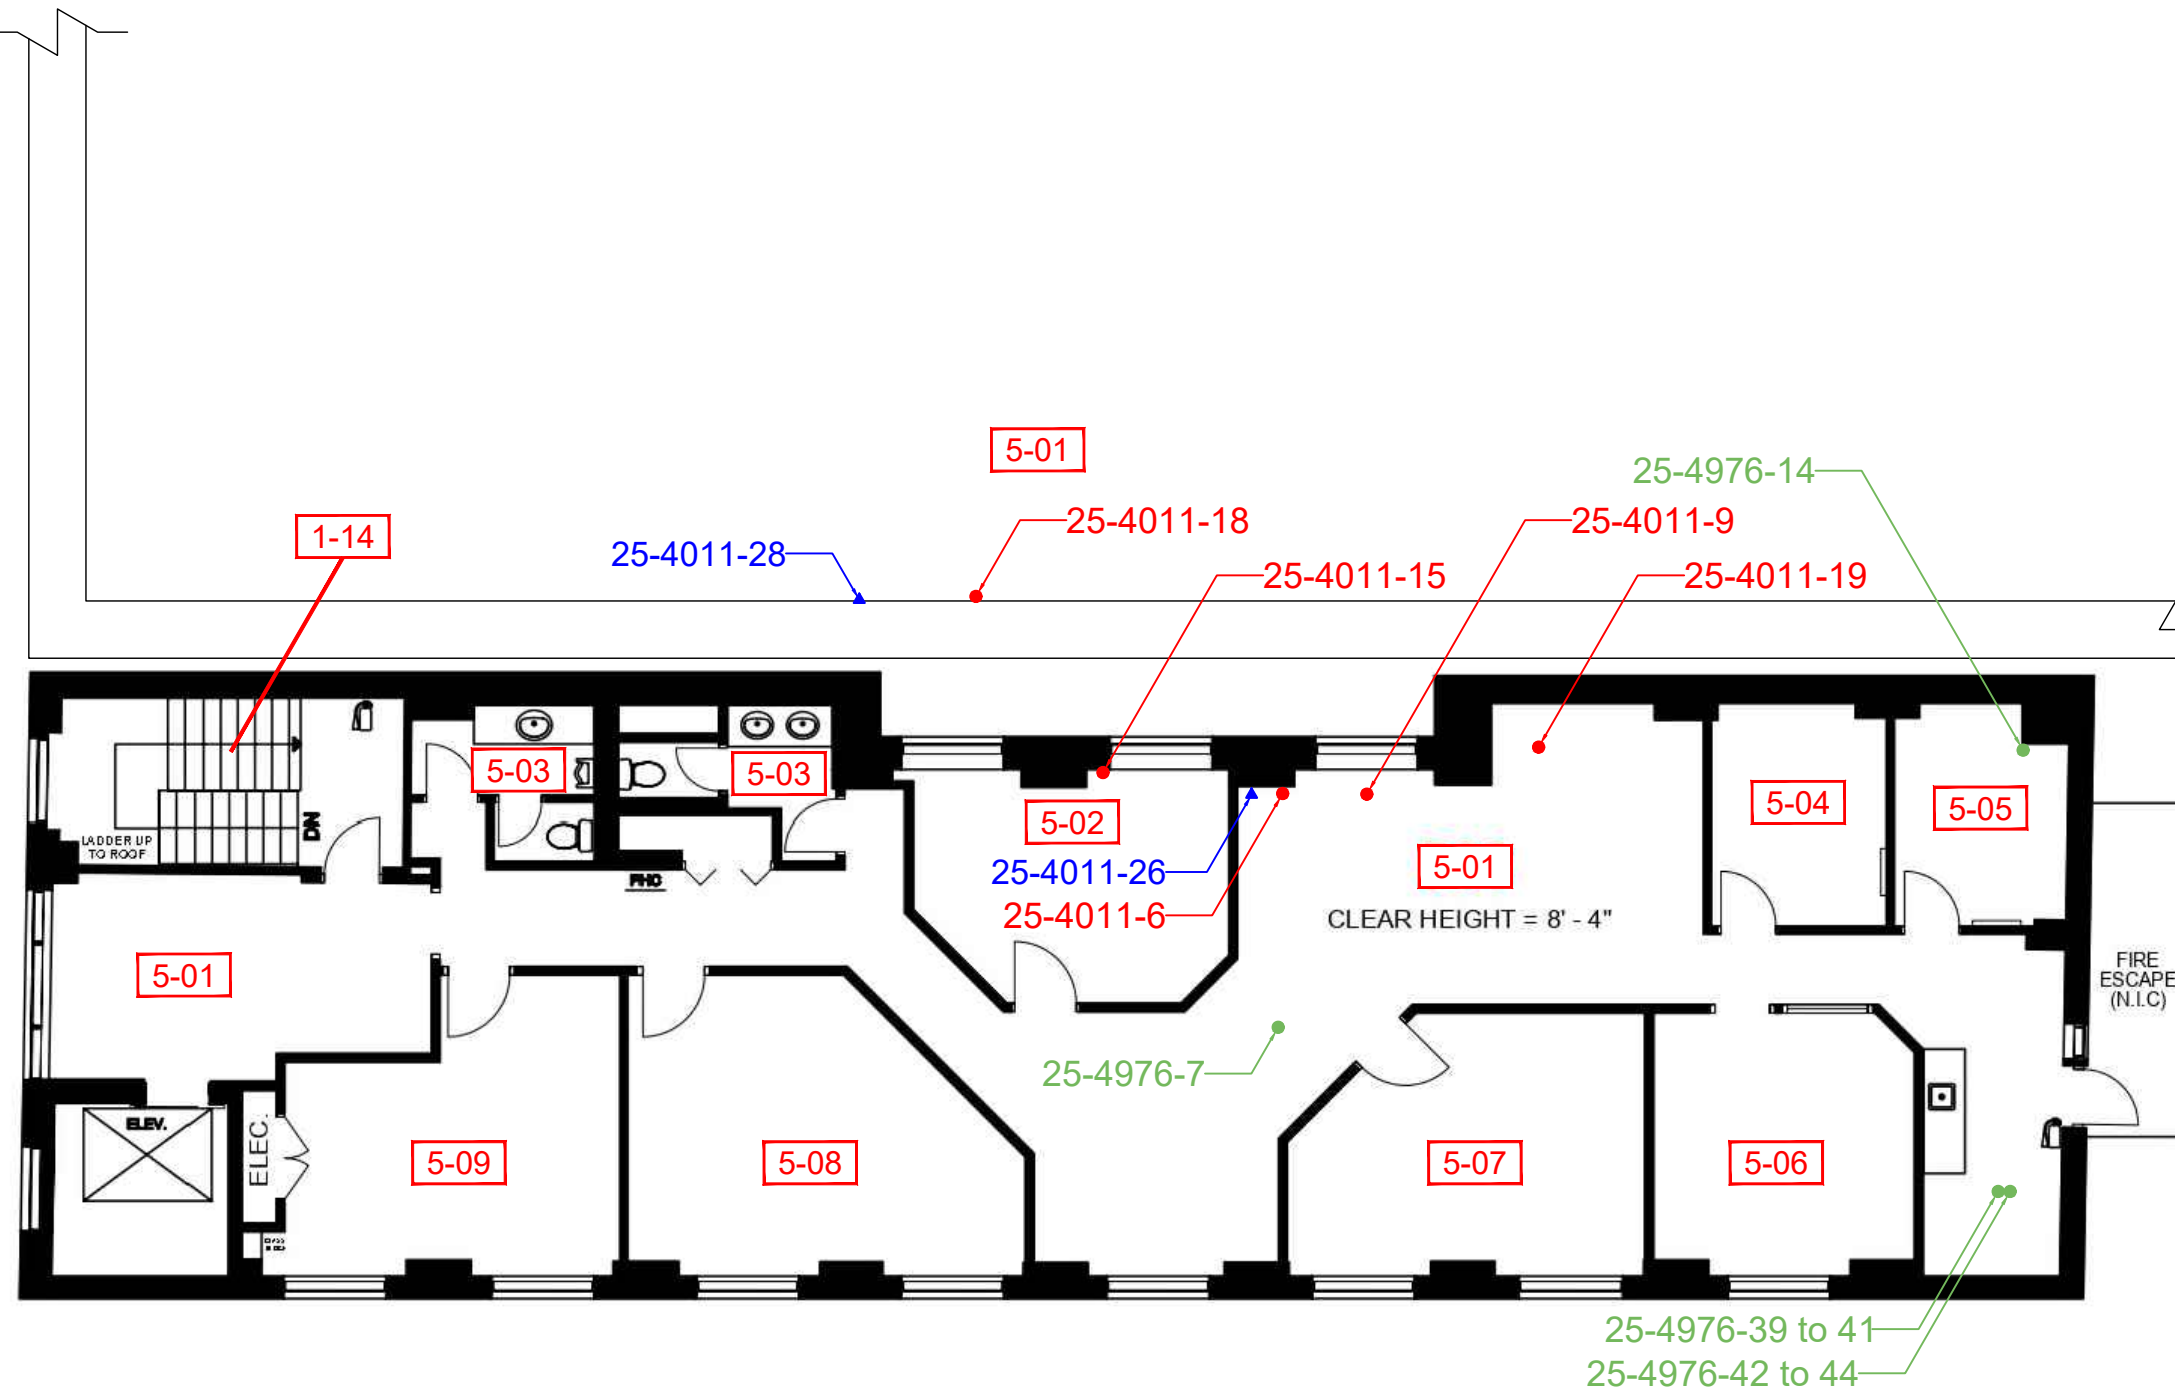 5-01
25-4976-14
25-4011-18
25-4011-9
1-14
25-4011-28
25-4011-15
25-4011-19
5-03
5-03
5-04
5-05
5-02
DN
LADDER UP
TO ROOF
5-01
25-4011-26
FHC
25-4011-6
CLEAR HEIGHT = 8' - 4"
5-01
FIRE
ESCAPE
(N.I.C)
25-4976-7
ELEV.
ELEC.
5-09
5-08
5-07
5-06
25-4976-39 to 41
25-4976-42 to 44